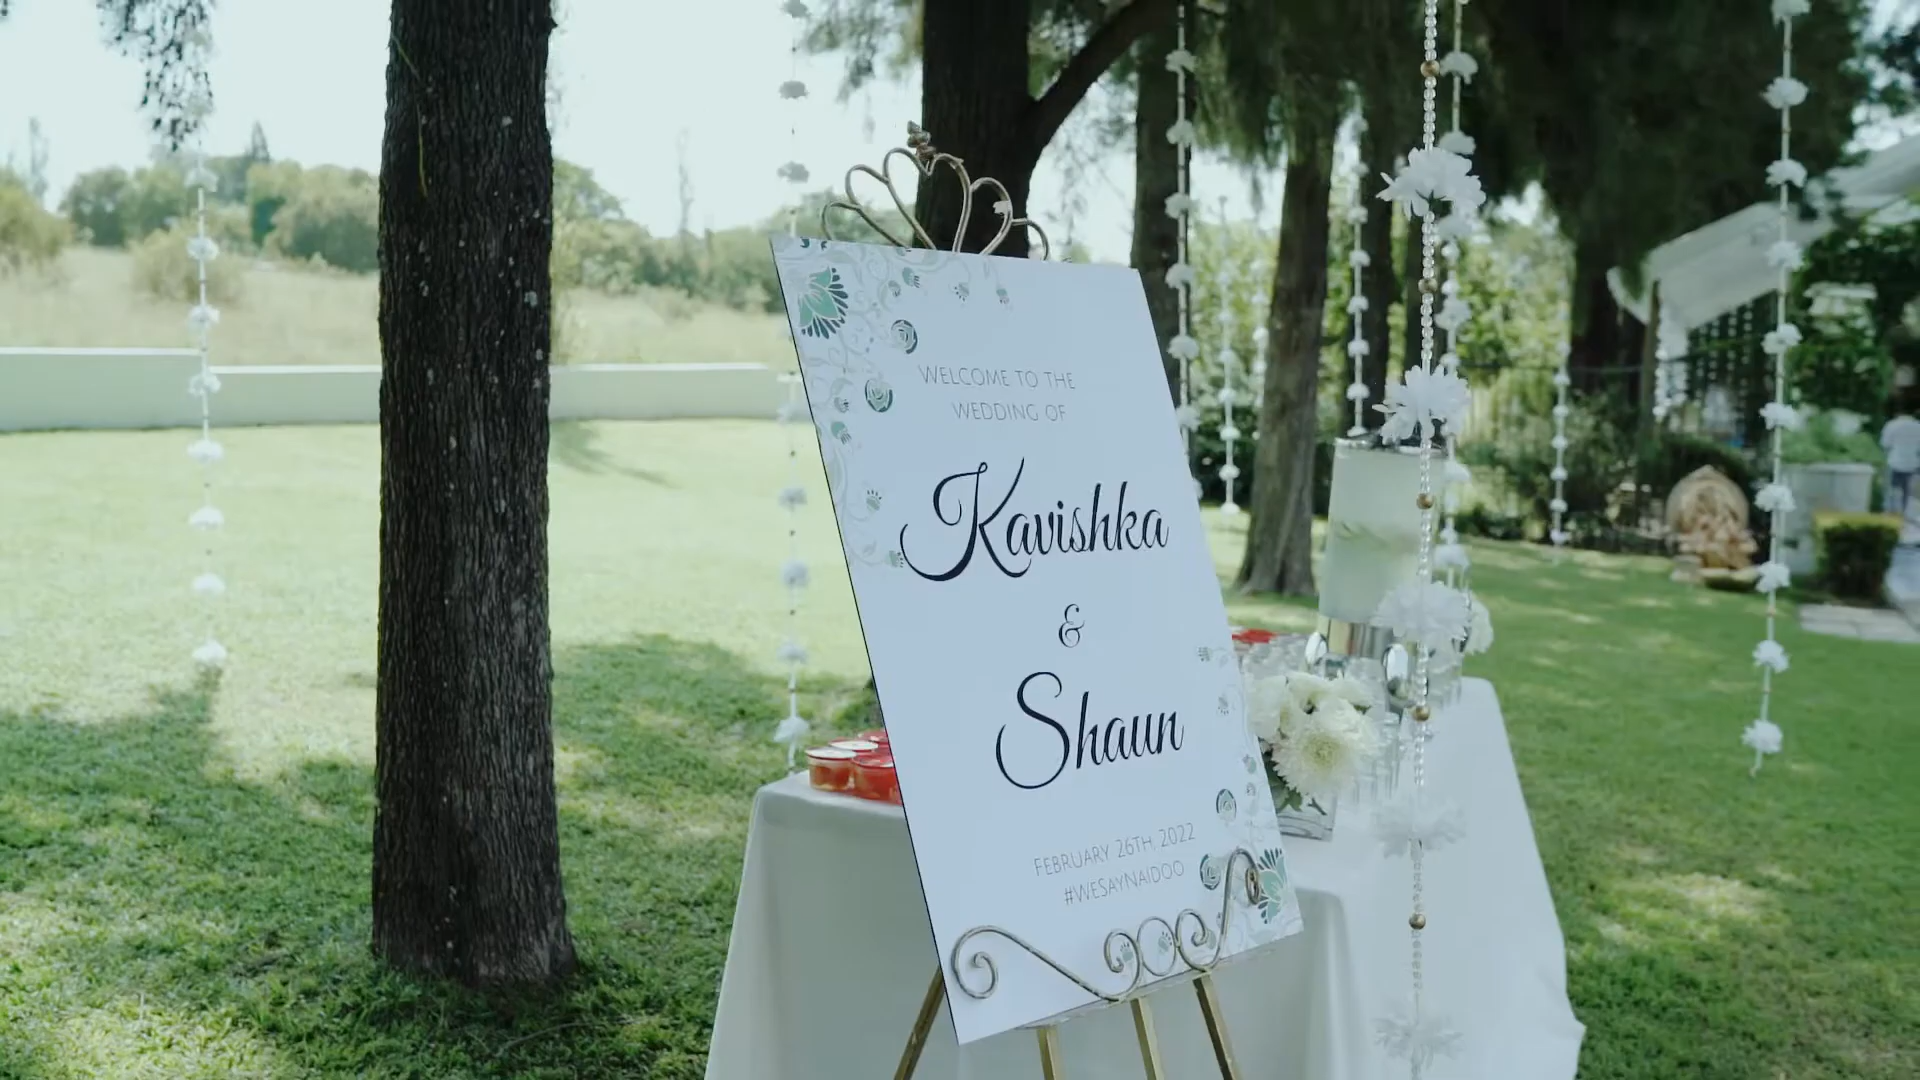 WELCOME TO THE
WEDDING OF
Kavishka
&
Shaun
FEBRUARY 26TH, 2022
#WESAYNAIDOO